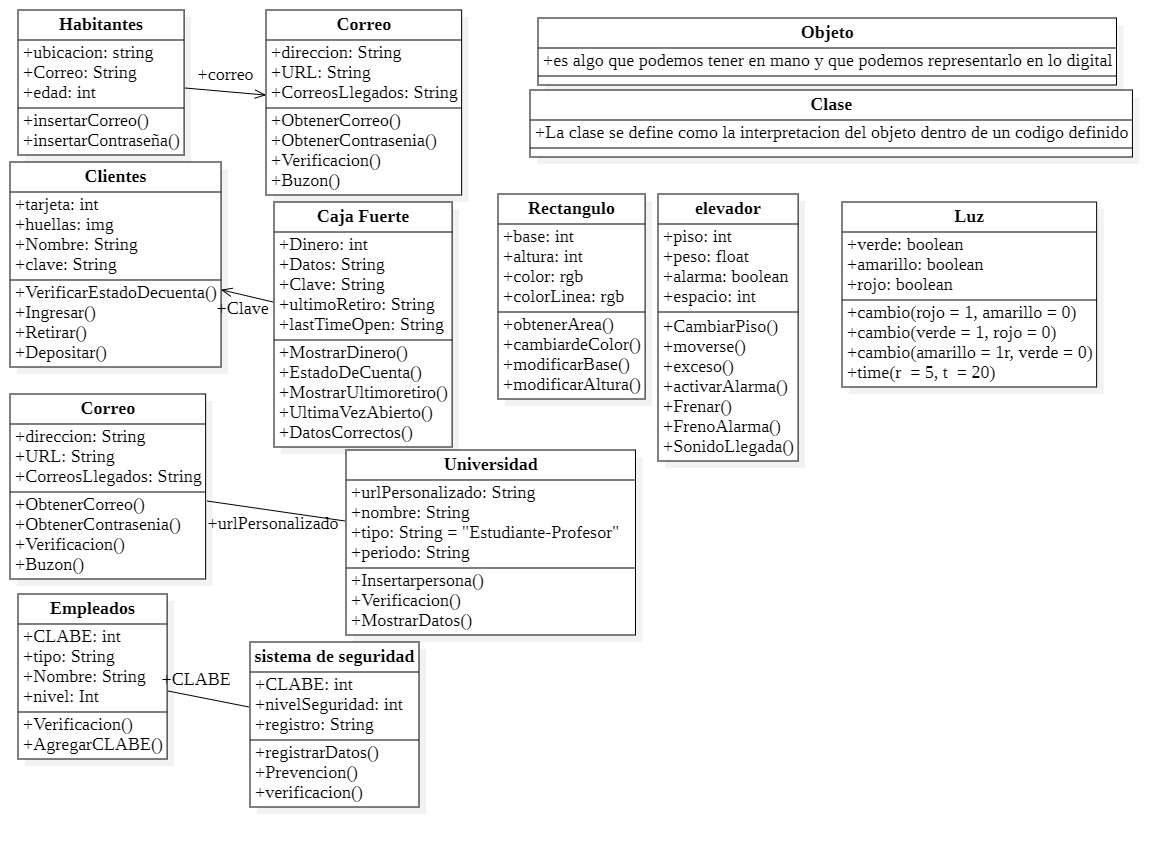 Habitantes
+ubicacion: string
+Correo: String
+edad: int
+insertarCorreo()
+insertarContraseña()
+correo
Correo
+direccion: String
+URL: String
+CorreosLlegados: String
+ObtenerCorreo()
+ObtenerContrasenia()
+Verificacion()
+Buzon()
Objeto
+es algo que podemos tener en mano y que podemos representarlo en lo digital
Clase
+La clase se define como la interpretacion del objeto dentro de un codigo definido
Clientes
+tarjeta: int
+huellas: img
+Nombre: String
+clave: String
+VerificarEstadoDecuenta()
+Ingresar()
+Retirar()
+Depositar()
+Clave
Caja Fuerte
+Dinero: int
+Datos: String
+Clave: String
+ultimoRetiro: String
+lastTimeOpen: String
+MostrarDinero()
+EstadoDeCuenta()
+MostrarUltimoretiro()
+UltimaVezAbierto()
+DatosCorrectos()
Rectangulo
+base: int
+altura: int
+color: rgb
+colorLinea: rgb
+obtenerArea()
+cambiardeColor()
+modificarBase()
+modificarAltura()
elevador
+piso: int
+peso: float
+alarma: boolean
+espacio: int
+CambiarPiso()
+moverse()
+exceso()
+activarAlarma()
+Frenar()
+FrenoAlarma()
+SonidoLlegada()
Luz
+verde: boolean
+amarillo: boolean
+rojo: boolean
+cambio(rojo = 1, amarillo = 0)
+cambio(verde = 1, rojo = 0)
+cambio(amarillo = 1r, verde = 0)
+time(r  = 5, t  = 20)
Correo
+direccion: String
+URL: String
+CorreosLlegados: String
+ObtenerCorreo()
+ObtenerContrasenia()
+Verificacion()
+Buzon()
+urlPersonalizado
Universidad
+urlPersonalizado: String
+nombre: String
+tipo: String = "Estudiante-Profesor"
+periodo: String
+Insertarpersona()
+Verificacion()
+MostrarDatos()
Empleados
+CLABE: int
+tipo: String
+Nombre: String
+nivel: Int
+Verificacion()
+AgregarCLABE()
+CLABE
sistema de seguridad
+CLABE: int
+nivelSeguridad: int
+registro: String
+registrarDatos()
+Prevencion()
+verificacion()